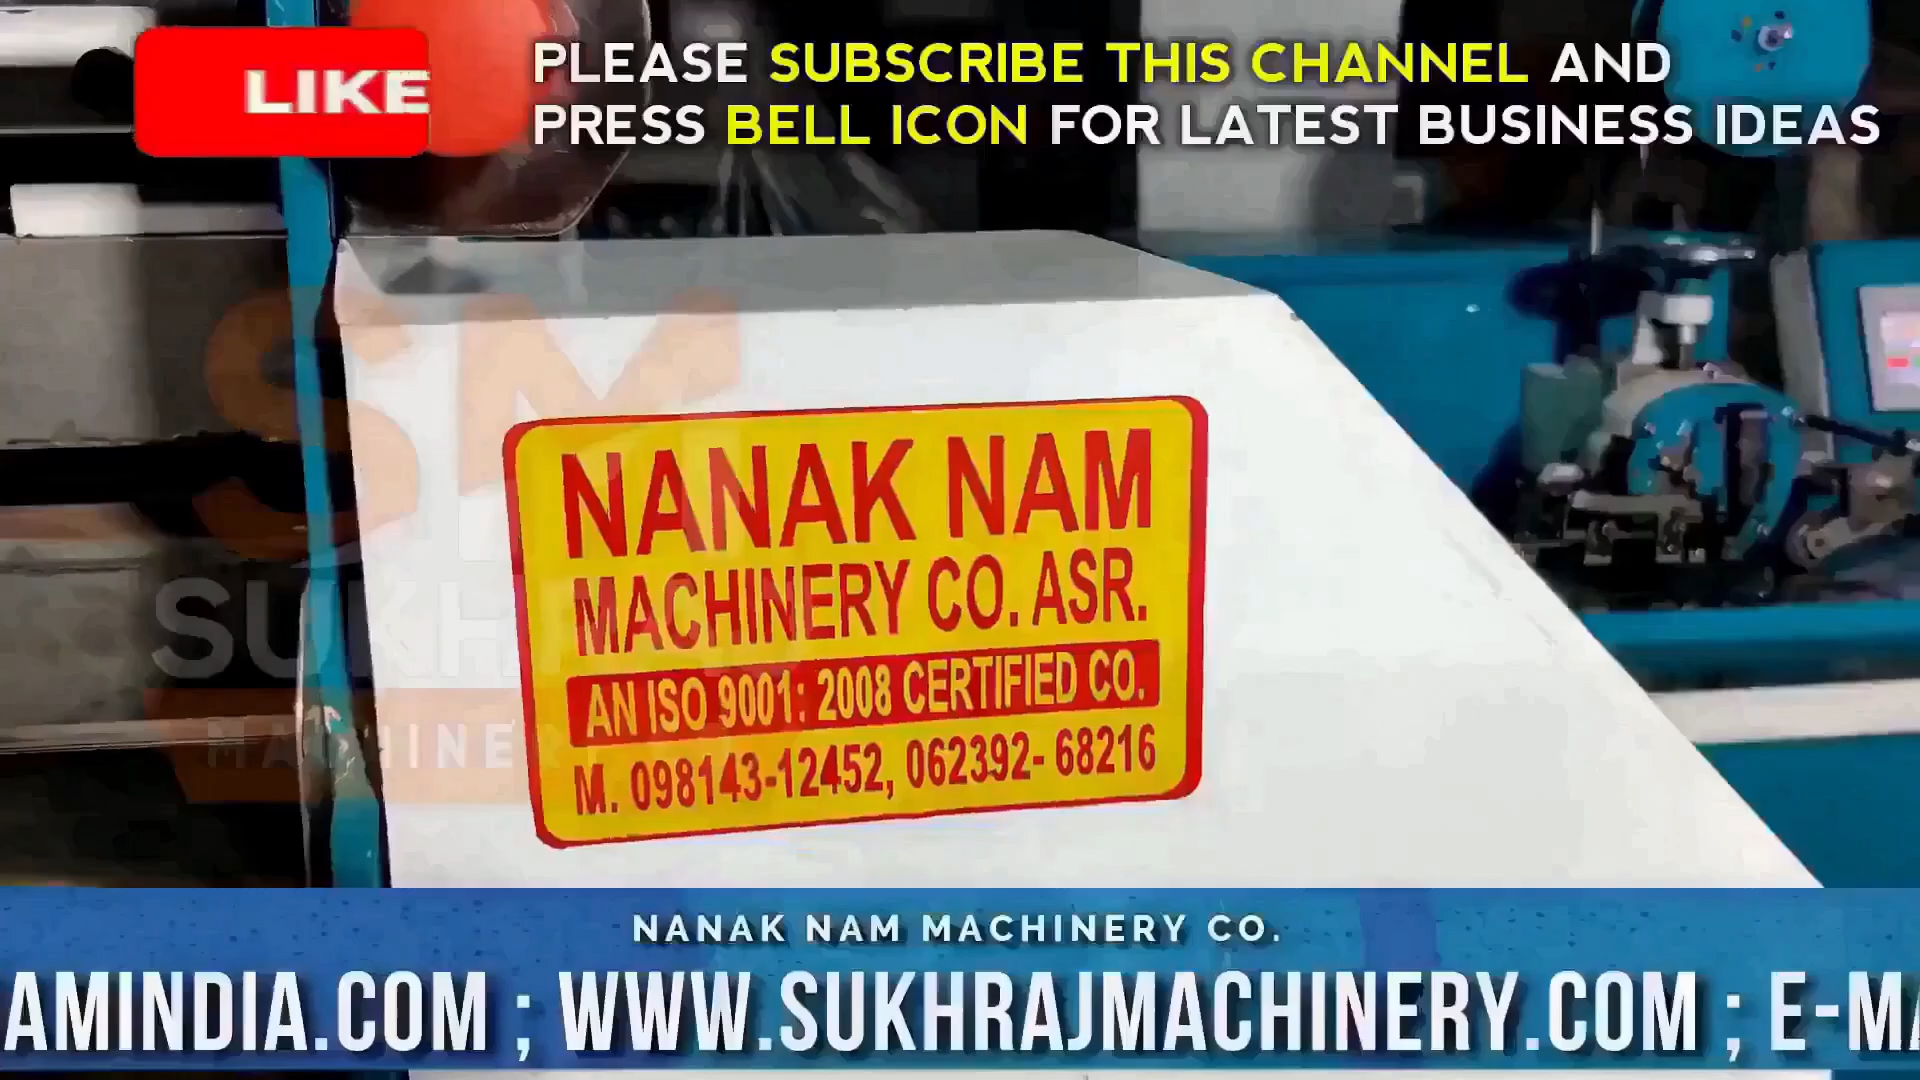 LIKE
PLEASE SUBSCRIBE THIS CHANNEL AND
PRESS BELL ICON FOR LATEST BUSINESS IDEAS
SM
NANAK NAM
MACHINERY CO. ASR.
AN ISO 9001: 2008 CERTIFIED CO.
M. 098143-12452, 062392- 68216
NANAK NAM MACHINERY CO.
AMINDIA.COM ; WWW.SUKHRAJMACHINERY.COM ; E-MA